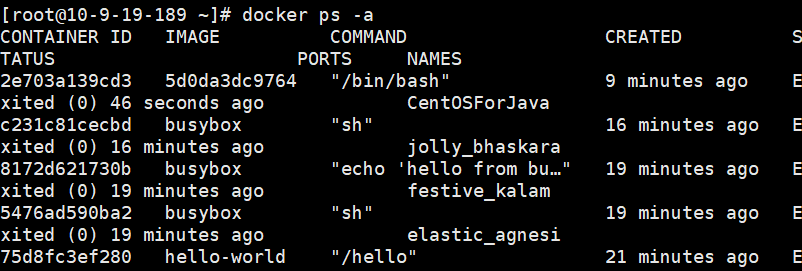 [root@10-9-19-189 ~]# docker ps -a
CONTAINER ID   IMAGE          COMMAND                  CREATED          S
TATUS                      PORTS     NAMES
2e703a139cd3   5d0da3dc9764   "/bin/bash"              9 minutes ago    E
xited (0) 46 seconds ago             CentOSForJava
c231c81cecbd   busybox        "sh"                     16 minutes ago   E
xited (0) 16 minutes ago             jolly_bhaskara
8172d621730b   busybox        "echo 'hello from bu…"   19 minutes ago   E
xited (0) 19 minutes ago             festive_kalam
5476ad590ba2   busybox        "sh"                     19 minutes ago   E
xited (0) 19 minutes ago             elastic_agnesi
75d8fc3ef280   hello-world    "/hello"                 21 minutes ago   E